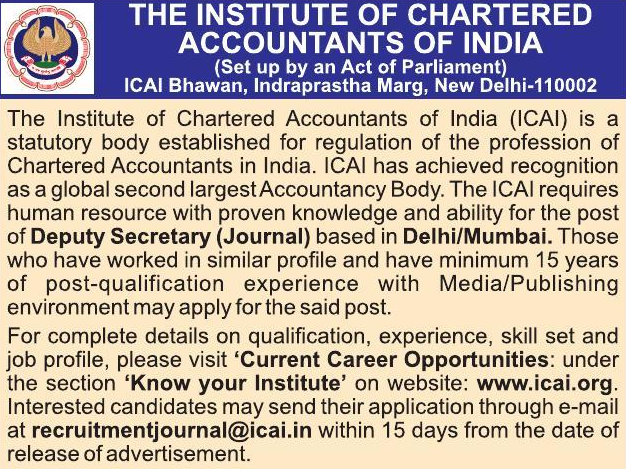 THE INSTITUTE OF CHARTERED
ACCOUNTANTS OF INDIA
(Set up by an Act of Parliament)
ICAI Bhawan, Indraprastha Marg, New Delhi-110002
The Institute of Chartered Accountants of India (ICAI) is a
statutory body established for regulation of the profession of
Chartered Accountants in India. ICAI has achieved recognition
as a global second largest Accountancy Body. The ICAI requires
human resource with proven knowledge and ability for the post
of Deputy Secretary (Journal) based in Delhi/Mumbai. Those
who have worked in similar profile and have minimum 15 years
of post-qualification experience with Media/Publishing
environment may apply for the said post.
For complete details on qualification, experience, skill set and
job profile, please visit ‘Current Career Opportunities: under
the section ‘Know your Institute’ on website: www.icai.org.
Interested candidates may send their application through e-mail
at recruitmentjournal@icai.in within 15 days from the date of
release of advertisement.